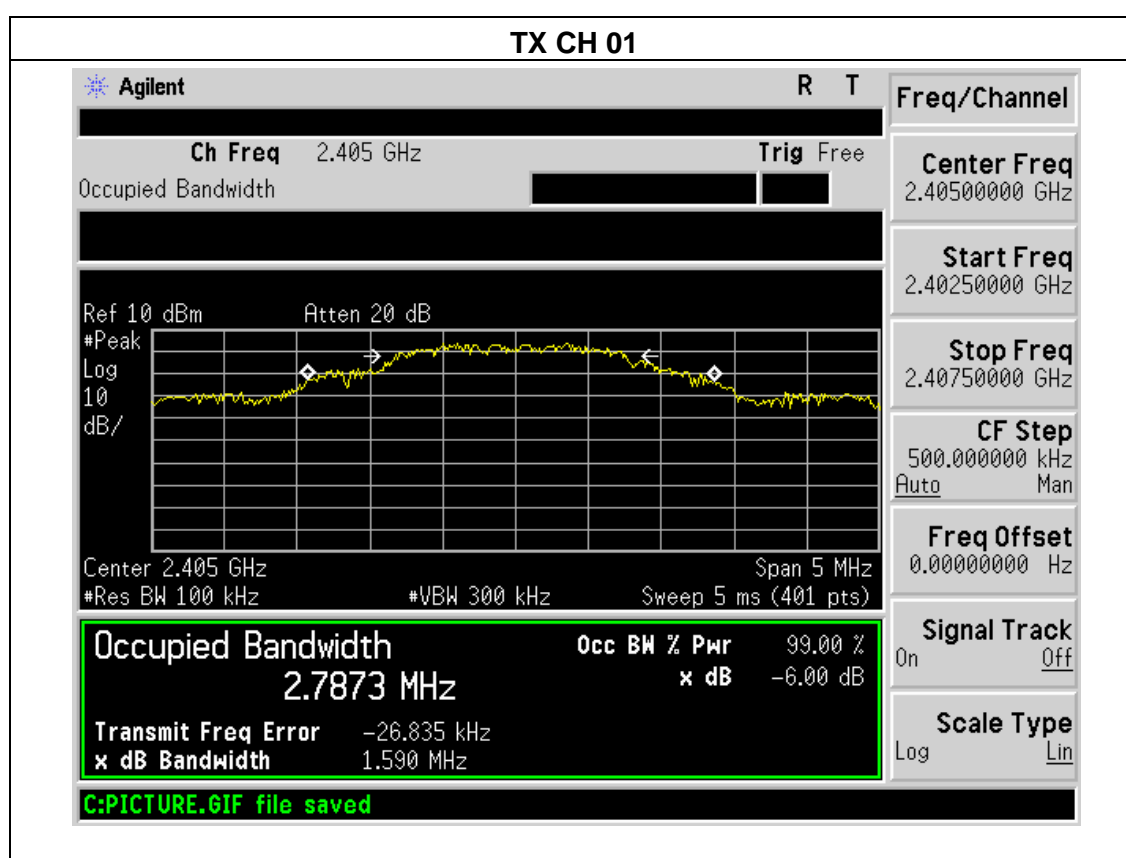 TX CH 01
Agilent R T
Freq/Channel
Ch Freq 2.405 GHz Trig Free
Occupied Bandwidth
Center Freq
2.40500000 GHz
Start Freq
2.40250000 GHz
Stop Freq
2.40750000 GHz
CF Step
500.000000 kHz
Auto Man
Freq Offset
0.00000000 Hz
Signal Track
On Off
Scale Type
Log Lin
Ref 10 dBm Atten 20 dB
#Peak
Log
10
dB/
Center 2.405 GHz Span 5 MHz
#Res BW 100 kHz #VBW 300 kHz Sweep 5 ms (401 pts)
Occupied Bandwidth
2.7873 MHz
Occ BW % Pwr 99.00 %
x dB -6.00 dB
Transmit Freq Error -26.835 kHz
x dB Bandwidth 1.590 MHz
C:PICTURE.GIF file saved